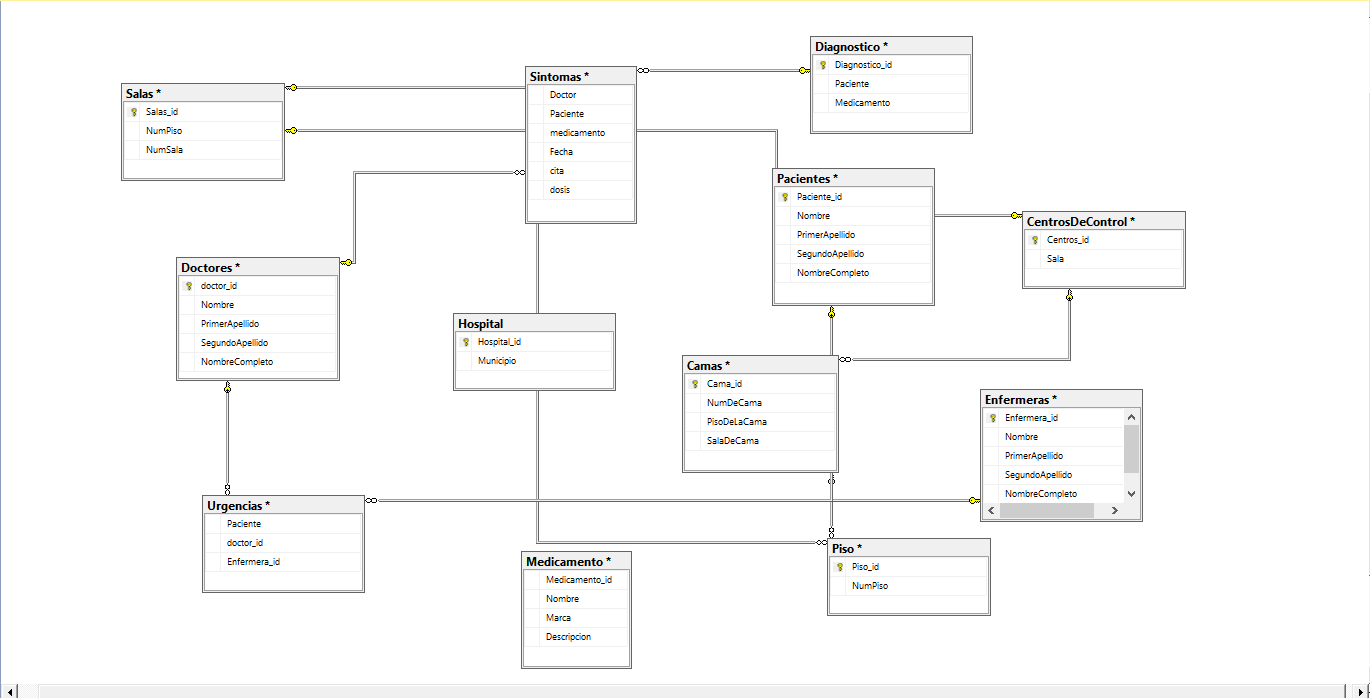 Diagnostico *
Diagnostico_id
Paciente
Medicamento
Sintomas *
Doctor
Paciente
medicamento
Fecha
cita
dosis
Salas *
Salas_id
NumPiso
NumSala
Pacientes *
Paciente_id
Nombre
PrimerApellido
SegundoApellido
NombreCompleto
CentrosDeControl *
Centros_id
Sala
Doctores *
doctor_id
Nombre
PrimerApellido
SegundoApellido
NombreCompleto
Hospital
Hospital_id
Municipio
Camas *
Cama_id
NumDeCama
PisoDeLaCama
SalaDeCama
Enfermeras *
Enfermera_id
Nombre
PrimerApellido
SegundoApellido
NombreCompleto
Urgencias *
Paciente
doctor_id
Enfermera_id
Medicamento *
Medicamento_id
Nombre
Marca
Descripcion
Piso *
Piso_id
NumPiso